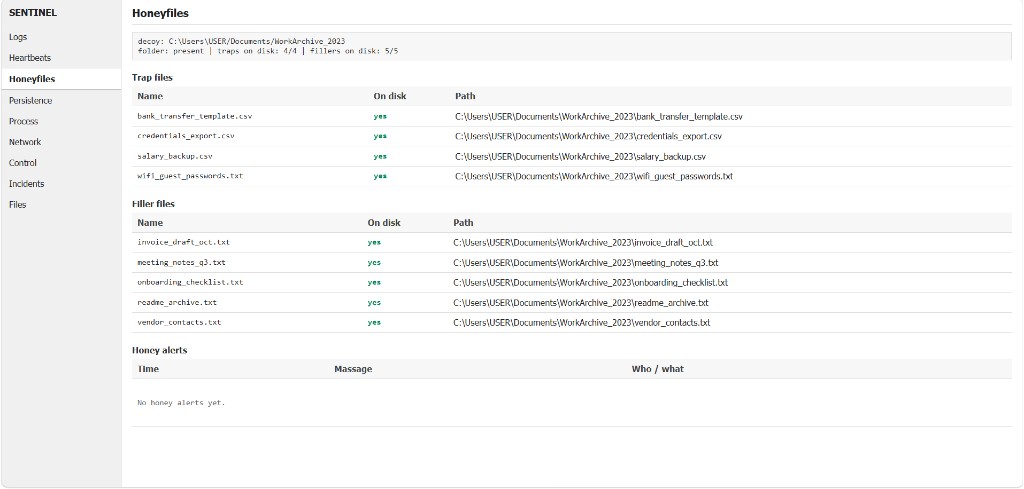 SENTINEL
Logs
Heartbeats
Honeyfiles
Persistence
Process
Network
Control
Incidents
Files
Honeyfiles
decoy: C:\Users\USER/Documents/WorkArchive_2023
folder: present | traps on disk: 4/4 | fillers on disk: 5/5
Trap files
Name On disk Path
bank_transfer_template.csv yes C:\Users\USER\Documents\WorkArchive_2023\bank_transfer_template.csv
credentials_export.csv yes C:\Users\USER\Documents\WorkArchive_2023\credentials_export.csv
salary_backup.csv yes C:\Users\USER\Documents\WorkArchive_2023\salary_backup.csv
wifi_guest_passwords.txt yes C:\Users\USER\Documents\WorkArchive_2023\wifi_guest_passwords.txt
Filler files
Name On disk Path
invoice_draft_oct.txt yes C:\Users\USER\Documents\WorkArchive_2023\invoice_draft_oct.txt
meeting_notes_q3.txt yes C:\Users\USER\Documents\WorkArchive_2023\meeting_notes_q3.txt
onboarding_checklist.txt yes C:\Users\USER\Documents\WorkArchive_2023\onboarding_checklist.txt
readme_archive.txt yes C:\Users\USER\Documents\WorkArchive_2023\readme_archive.txt
vendor_contacts.txt yes C:\Users\USER\Documents\WorkArchive_2023\vendor_contacts.txt
Honey alerts
Time Massage Who / what
No honey alerts yet.